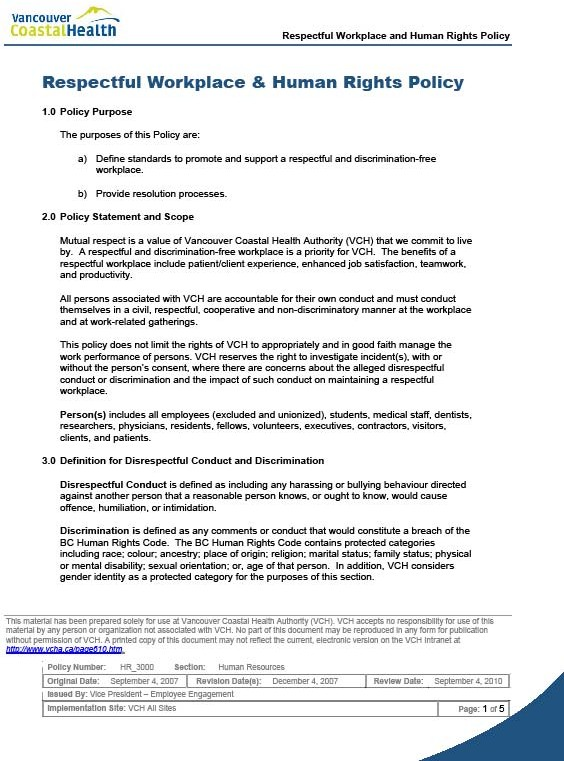 Vancouver
CoastalHealth
Respectful Workplace and Human Rights Policy
Respectful Workplace & Human Rights Policy
1.0 Policy Purpose
The purposes of this Policy are:
a) Define standards to promote and support a respectful and discrimination-free
workplace.
b) Provide resolution processes.
2.0 Policy Statement and Scope
Mutual respect is a value of Vancouver Coastal Health Authority (VCH) that we commit to live
by. A respectful and discrimination-free workplace is a priority for VCH. The benefits of a
respectful workplace include patient/client experience, enhanced job satisfaction, teamwork,
and productivity.
All persons associated with VCH are accountable for their own conduct and must conduct
themselves in a civil, respectful, cooperative and non-discriminatory manner at the workplace
and at work-related gatherings.
This policy does not limit the rights of VCH to appropriately and in good faith manage the
work performance of persons. VCH reserves the right to investigate incident(s), with or
without the person's consent, where there are concerns about the alleged disrespectful
conduct or discrimination and the impact of such conduct on maintaining a respectful
workplace.
Person(s) includes all employees (excluded and unionized), students, medical staff, dentists,
researchers, physicians, residents, fellows, volunteers, executives, contractors, visitors,
clients, and patients.
3.0 Definition for Disrespectful Conduct and Discrimination
Disrespectful Conduct is defined as including any harassing or bullying behaviour directed
against another person that a reasonable person knows, or ought to know, would cause
offence, humiliation, or intimidation.
Discrimination is defined as any comments or conduct that would constitute a breach of the
BC Human Rights Code. The BC Human Rights Code contains protected categories
including race; colour; ancestry; place of origin; religion; marital status; family status; physical
or mental disability; sexual orientation; or, age of that person. In addition, VCH considers
gender identity as a protected category for the purposes of this section.
This material has been prepared solely for use at Vancouver Coastal Health Authority (VCH). VCH accepts no responsibility for use of this
material by any person or organization not associated with VCH. No part of this document may be reproduced in any form for publication
without permission of VCH. A printed copy of this document may not reflect the current, electronic version on the VCH Intranet at
http://www.vcha.ca/page610.htm.
Policy Number: HR_3000 Section: Human Resources
Original Date: September 4, 2007 Revision Date(s): December 4, 2007 Review Date: September 4, 2010
Issued By: Vice President – Employee Engagement
Implementation Site: VCH All Sites Page: 1 of 5